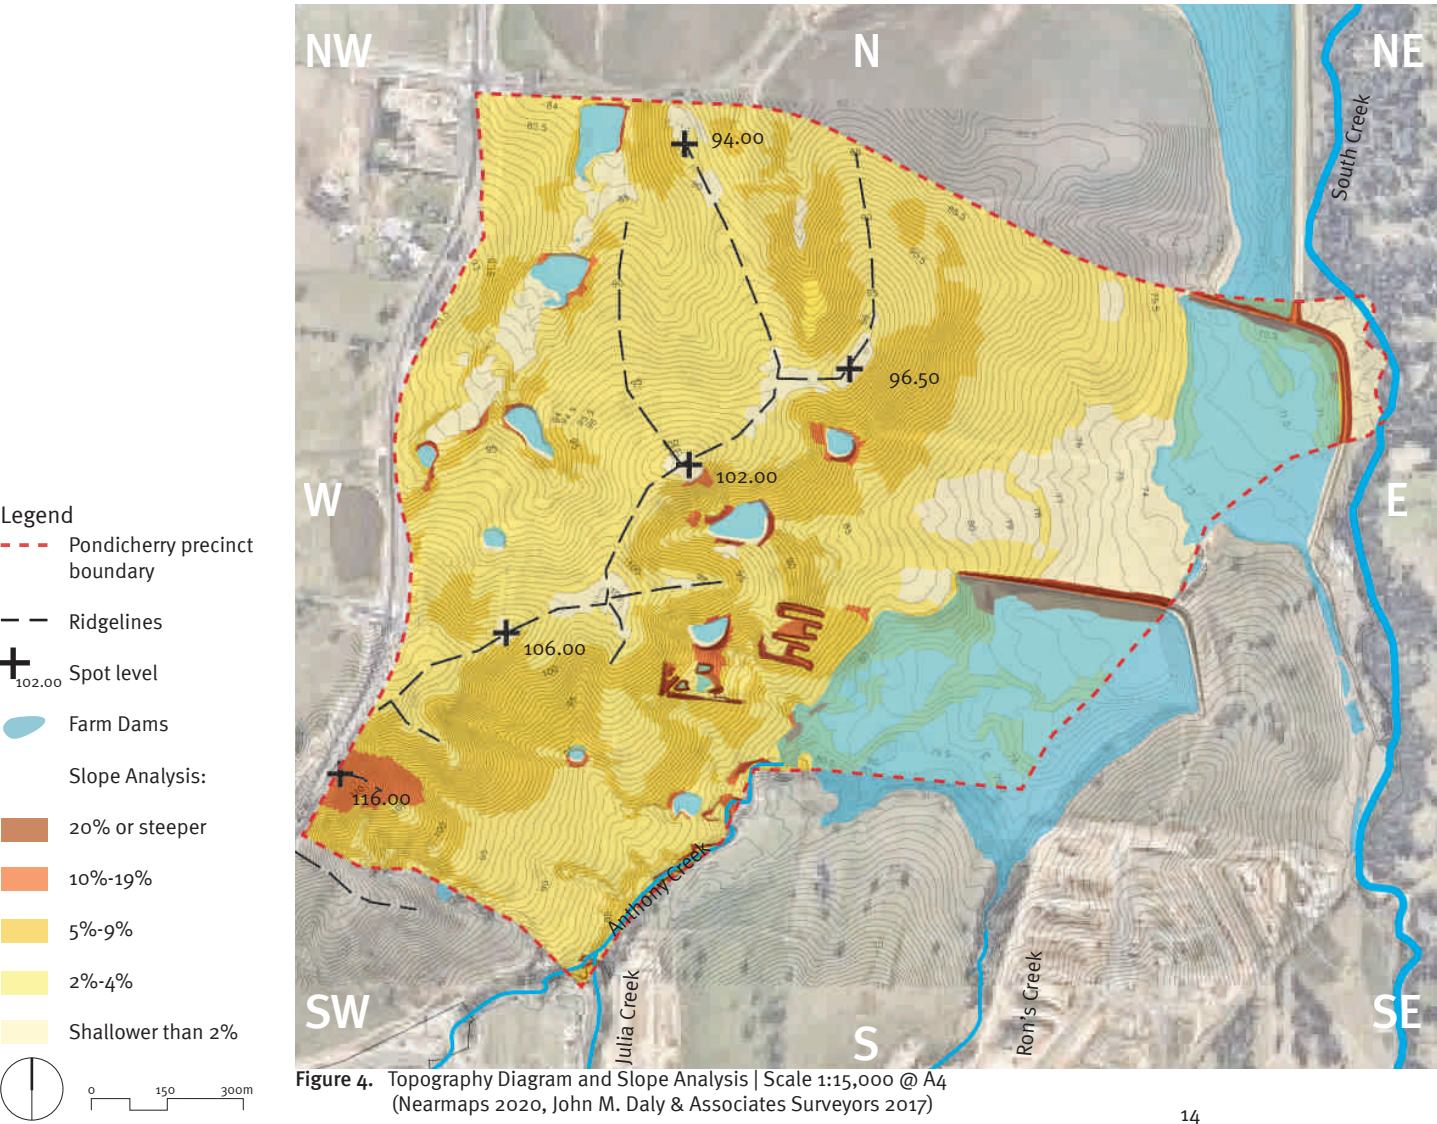 NW
N
NE
South Creek
94.00
96.50
W
102.00
E
106.00
116.00
Anthony Creek
SW
Julia Creek
S
Ron's Creek
SE
Legend
Pondicherry precinct
boundary
Ridgelines
102.00 Spot level
Farm Dams
Slope Analysis:
20% or steeper
10%-19%
5%-9%
2%-4%
Shallower than 2%
0 150 300m
Figure 4. Topography Diagram and Slope Analysis | Scale 1:15,000 @ A4
(Nearmaps 2020, John M. Daly & Associates Surveyors 2017)
14